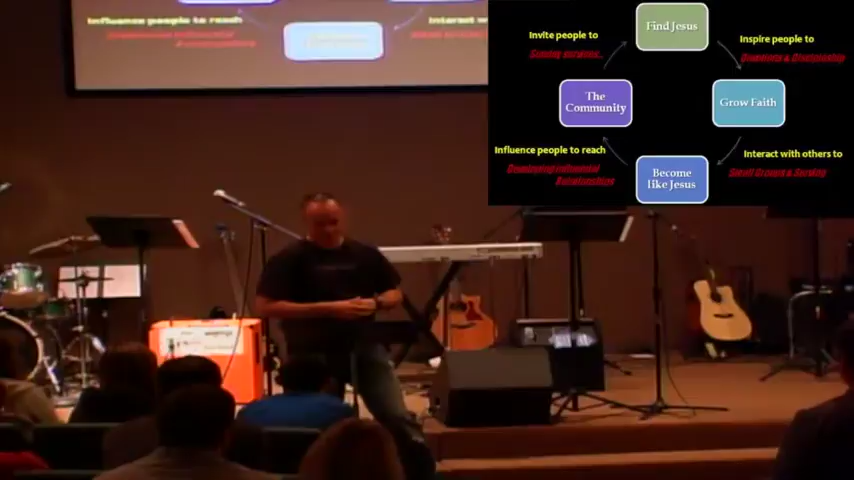 Influence people to reach
Interact w
Find Jesus
Invite people to
Sunday services...
Inspire people to
The
Community
Grow Faith
Influence people to reach
Developing Influential
Relationships
Become
like Jesus
Interact with others to
Small Groups & Serving